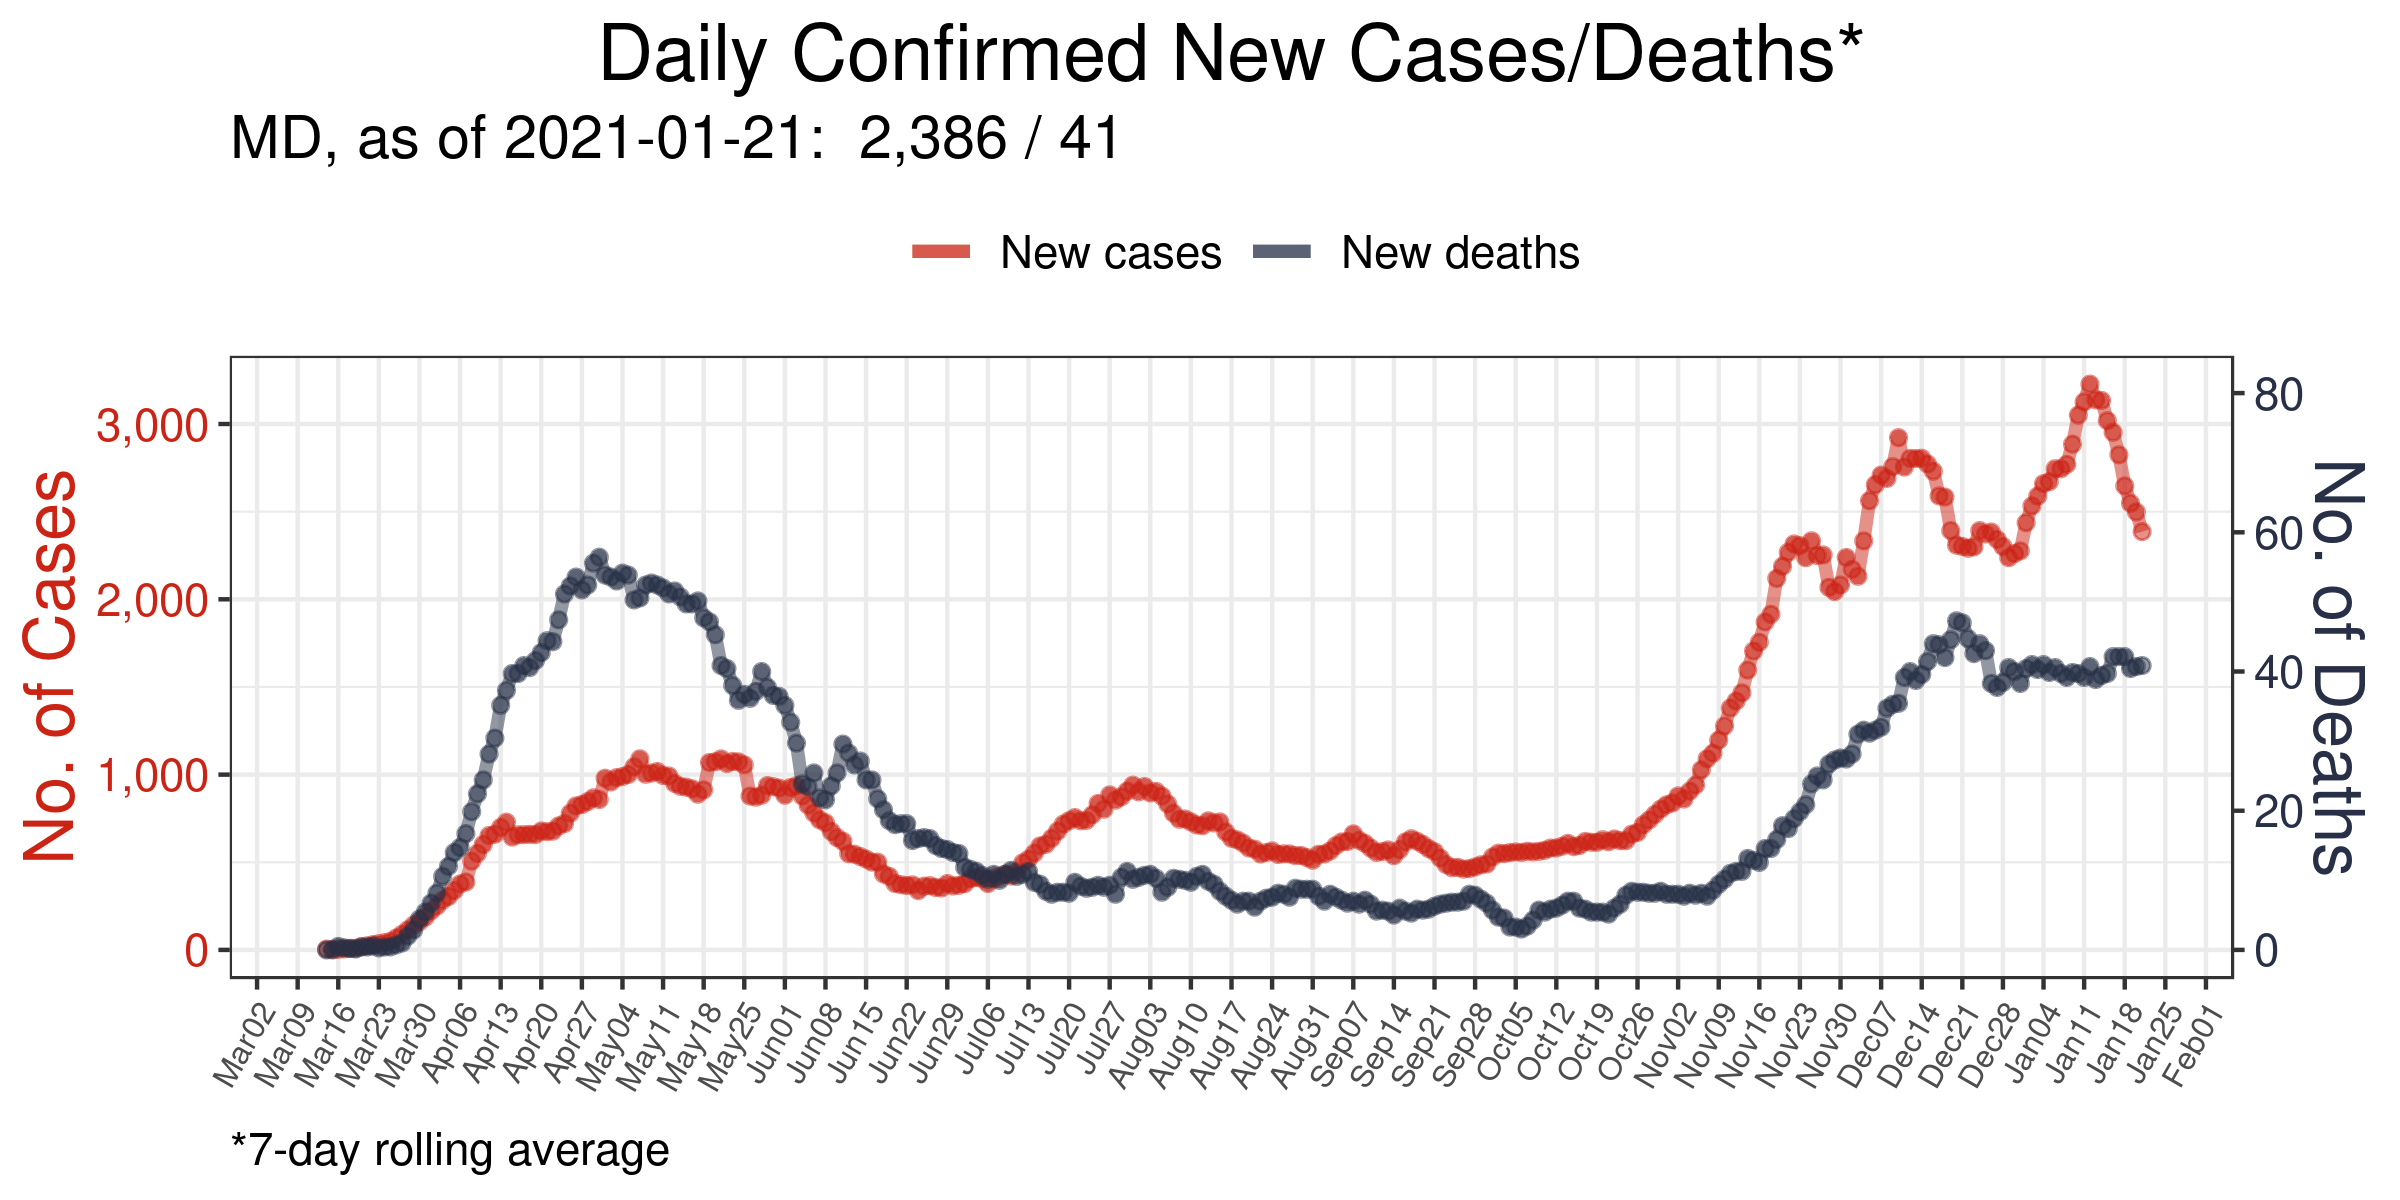 Daily Confirmed New Cases/Deaths*
MD, as of 2021-01-21:  2,386 / 41
New cases
New deaths
No. of Cases
3,000
2,000
1,000
0
80
60
40
20
0
No. of Deaths
Mar02
Mar09
Mar16
Mar23
Mar30
Apr06
Apr13
Apr20
Apr27
May04
May11
May18
May25
Jun01
Jun08
Jun15
Jun22
Jun29
Jul06
Jul13
Jul20
Jul27
Aug03
Aug10
Aug17
Aug24
Aug31
Sep07
Sep14
Sep21
Sep28
Oct05
Oct12
Oct19
Oct26
Nov02
Nov09
Nov16
Nov23
Nov30
Dec07
Dec14
Dec21
Dec28
Jan04
Jan11
Jan18
Jan25
Feb01
*7-day rolling average